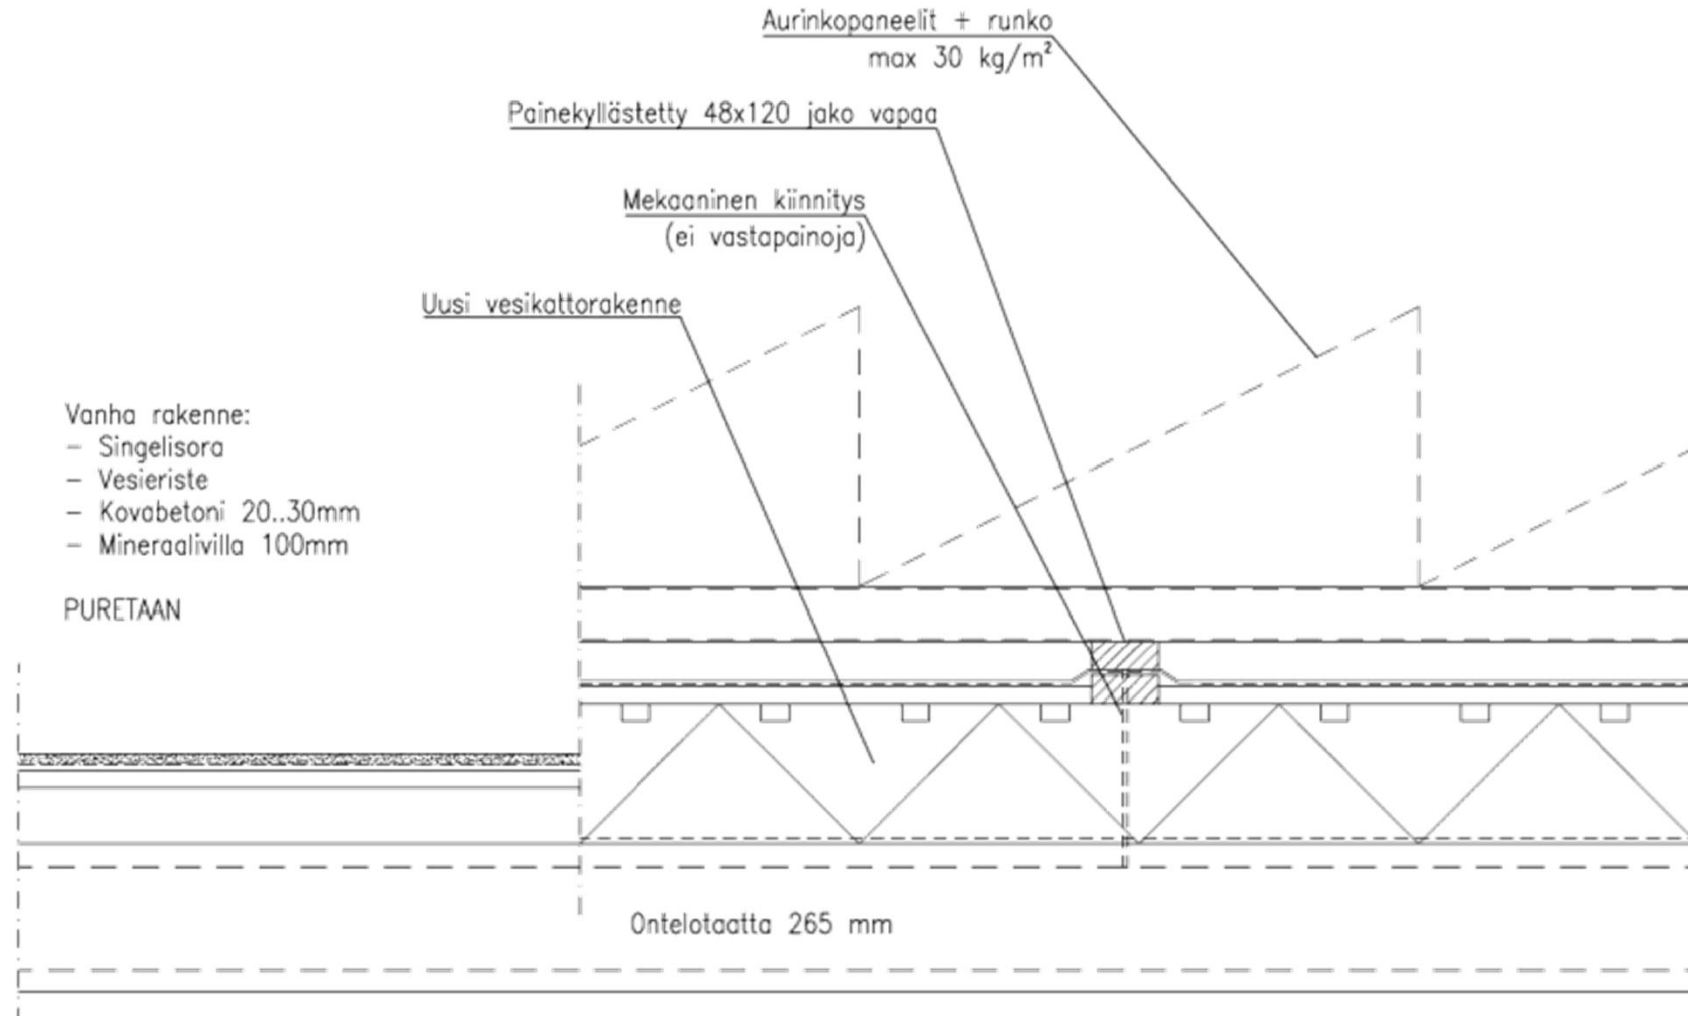 Aurinkopaneelit + runko
max 30 kg/m²
Painekyllästetty 48x120 jako vapaa
Mekaaninen kiinnitys
(ei vastapainoja)
Uusi vesikattorakenne
Vanha rakenne:
– Singelisora
– Vesieriste
– Kovabetoni 20..30mm
– Mineraalivilla 100mm
PURETAAN
Ontelotaatta 265 mm